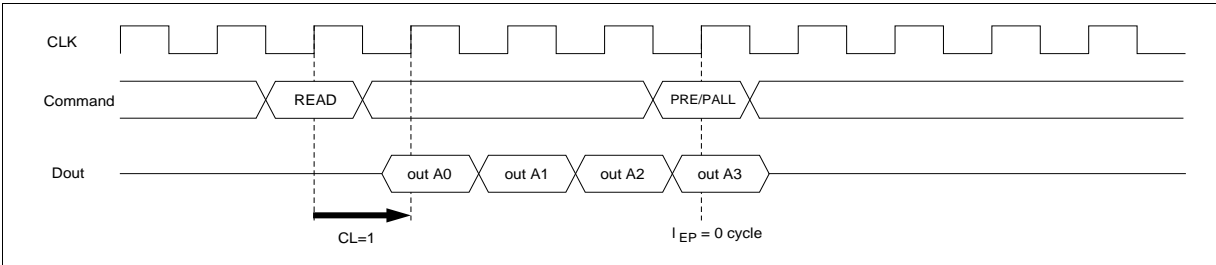 CLK
Command READ PRE/PALL
Dout out A0 out A1 out A2 out A3
CL=1 l EP = 0 cycle